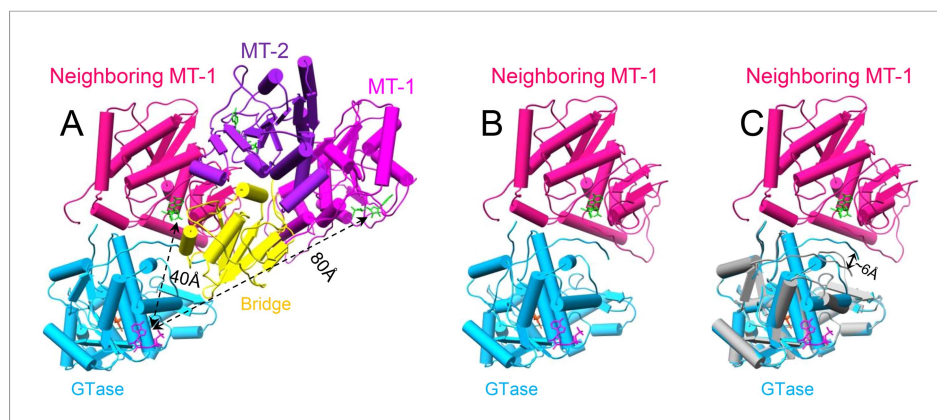 MT-2
Neighboring MT-1
MT-1
A
40Å
80Å
Bridge
GTase
Neighboring MT-1
B
GTase
Neighboring MT-1
C
~6Å
GTase